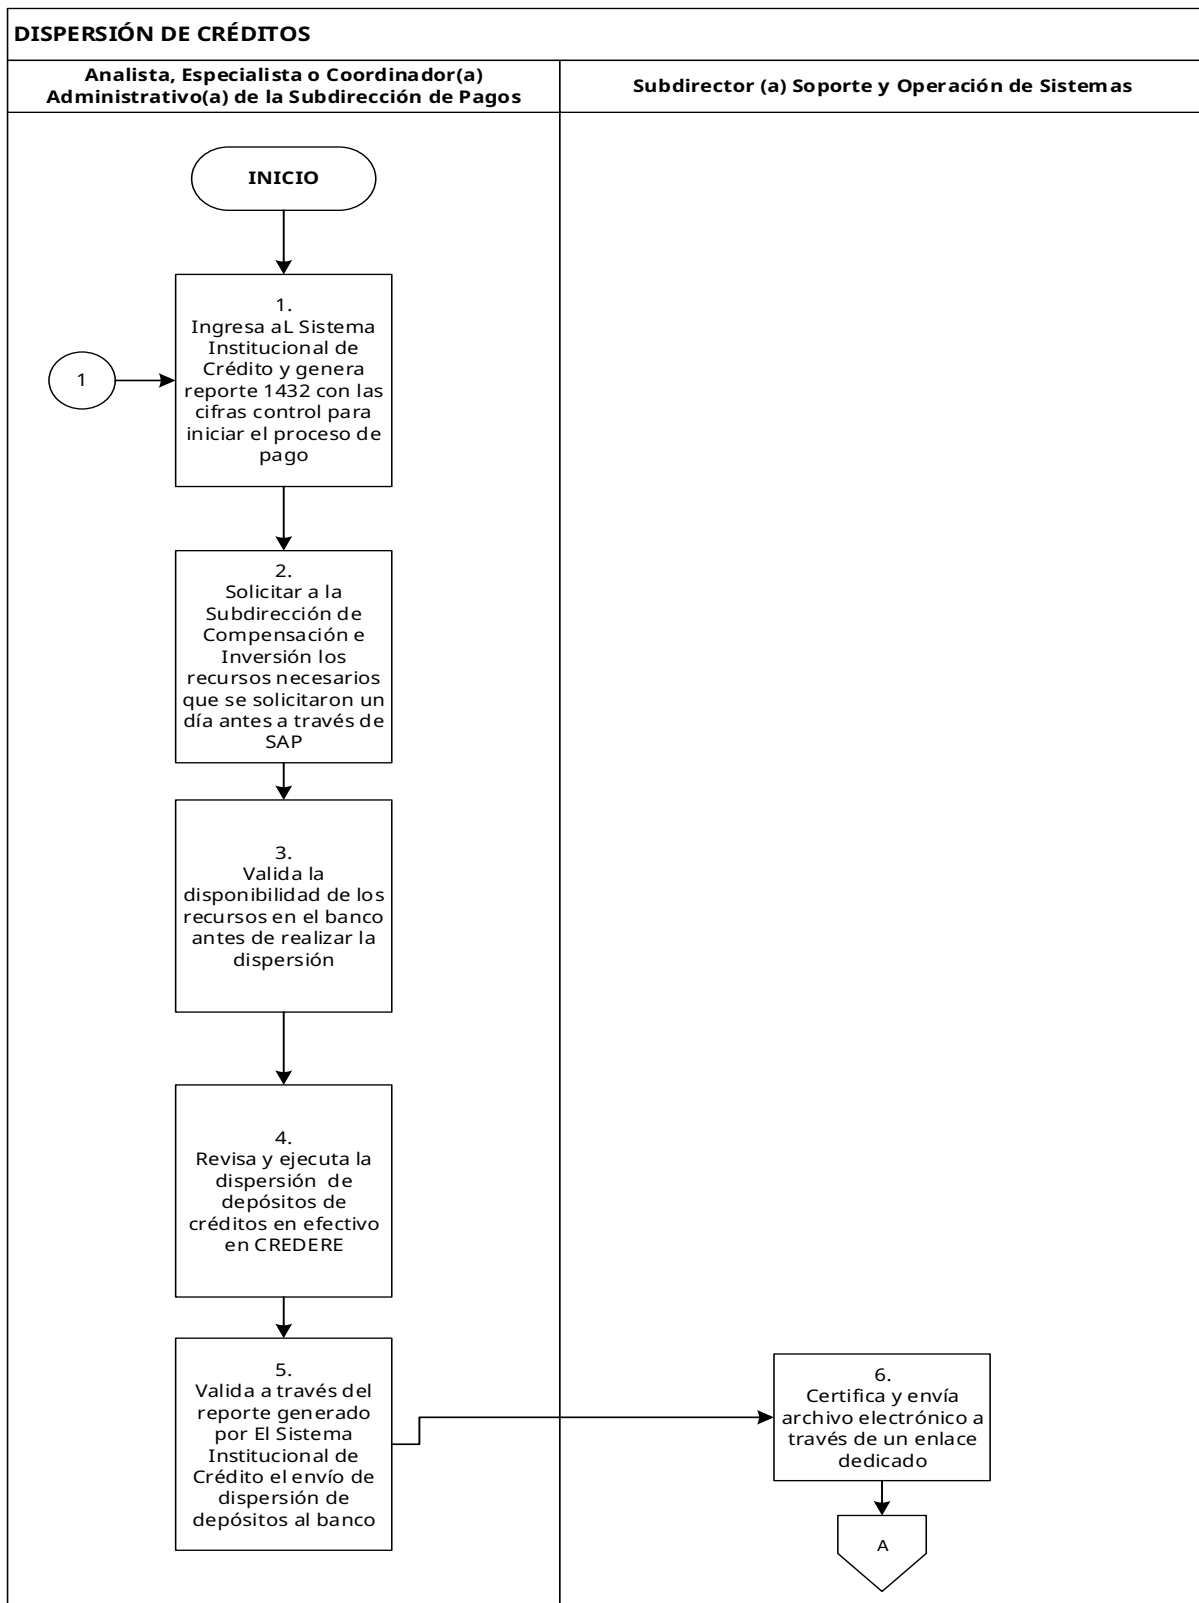 DISPERSIÓN DE CRÉDITOS
Analista, Especialista o Coordinador(a)
Administrativo(a) de la Subdirección de Pagos
Subdirector (a) Soporte y Operación de Sistemas
INICIO
1.
Ingresa aL Sistema
Institucional de
Crédito y genera
reporte 1432 con las
cifras control para
iniciar el proceso de
pago
1
2.
Solicitar a la
Subdirección de
Compensación e
Inversión los
recursos necesarios
que se solicitaron un
día antes a través de
SAP
3.
Valida la
disponibilidad de los
recursos en el banco
antes de realizar la
dispersión
4.
Revisa y ejecuta la
dispersión de
depósitos de
créditos en efectivo
en CREDERE
5.
Valida a través del
reporte generado
por El Sistema
Institucional de
Crédito el envío de
dispersión de
depósitos al banco
6.
Certifica y envía
archivo electrónico a
través de un enlace
dedicado
A